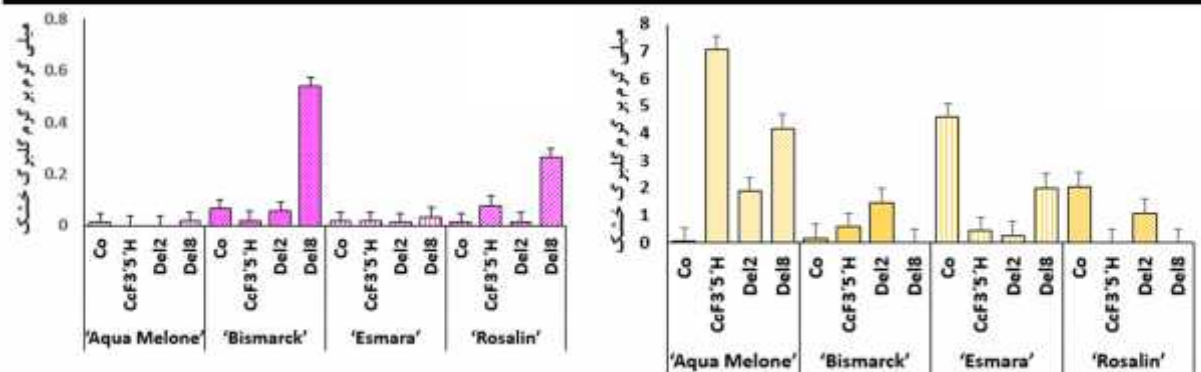 میلی گرم بر گرم گلبرگ خشک
0.8
0.6
0.4
0.2
0
Co
CcF3´5´H
Del2
Del8
Co
CcF3´5´H
Del2
Del8
Co
CcF3´5´H
Del2
Del8
Co
CcF3´5´H
Del2
Del8
‘Aqua Melone’ ‘Bismarck’ ‘Esmara’ ‘Rosalin’
میلی گرم بر گرم گلبرگ خشک
8
7
6
5
4
3
2
1
0
Co
CcF3´5´H
Del2
Del8
Co
CcF3´5´H
Del2
Del8
Co
CcF3´5´H
Del2
Del8
Co
CcF3´5´H
Del2
Del8
‘Aqua Melone’ ‘Bismarck’ ‘Esmara’ ‘Rosalin’